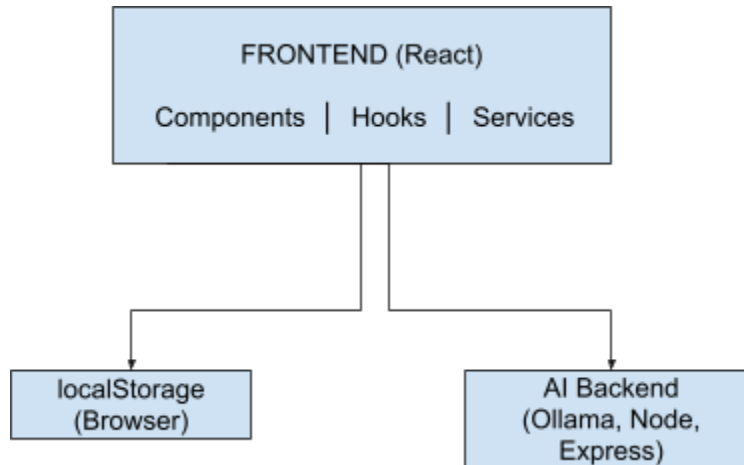 FRONTEND (React)
Components | Hooks | Services
localStorage
(Browser)
AI Backend
(Ollama, Node,
Express)